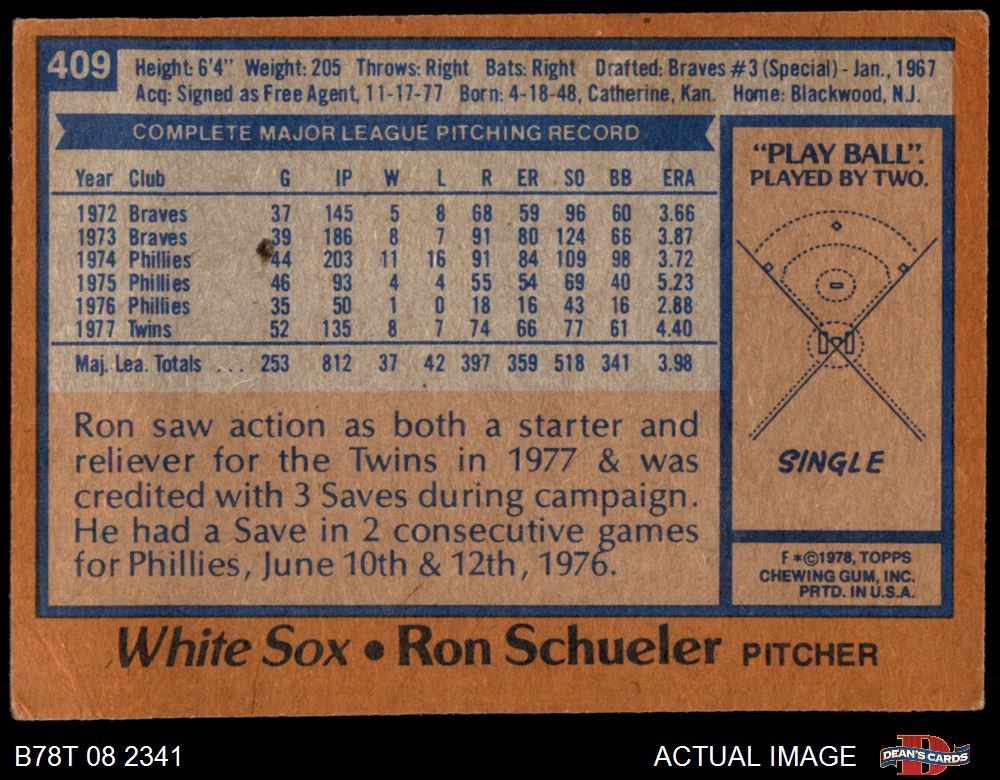 409
Height: 6'4" Weight: 205 Throws: Right Bats: Right Drafted: Braves #3 (Special) - Jan., 1967
Acq: Signed as Free Agent, 11-17-77 Born: 4-18-48, Catherine, Kan. Home: Blackwood, N.J.
COMPLETE MAJOR LEAGUE PITCHING RECORD
Year Club G IP W L R ER SO BB ERA
1972 Braves 37 145 5 8 68 59 96 60 3.66
1973 Braves 39 186 8 7 91 80 124 66 3.87
1974 Phillies 44 203 11 16 91 84 109 98 3.72
1975 Phillies 46 93 4 4 55 54 69 40 5.23
1976 Phillies 35 50 1 0 18 16 43 16 2.88
1977 Twins 52 135 8 7 74 66 77 61 4.40
Maj. Lea. Totals ... 253 812 37 42 397 359 518 341 3.98
Ron saw action as both a starter and
reliever for the Twins in 1977 & was
credited with 3 Saves during campaign.
He had a Save in 2 consecutive games
for Phillies, June 10th & 12th, 1976.
"PLAY BALL".
PLAYED BY TWO.
SINGLE
F*©1978, TOPPS
CHEWING GUM, INC.
PRTD. IN U.S.A.
White Sox • Ron Schueler PITCHER
B78T 08 2341
ACTUAL IMAGE
DEAN'S CARDS